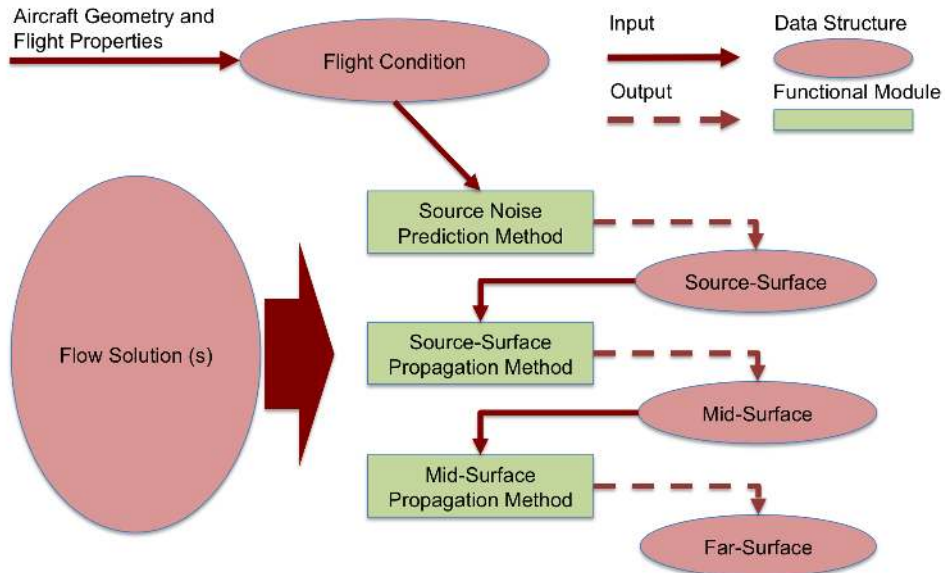 Aircraft Geometry and
Flight Properties
Flight Condition
Input
Data Structure
Output
Functional Module
Source Noise
Prediction Method
Source-Surface
Flow Solution (s)
Source-Surface
Propagation Method
Mid-Surface
Mid-Surface
Propagation Method
Far-Surface